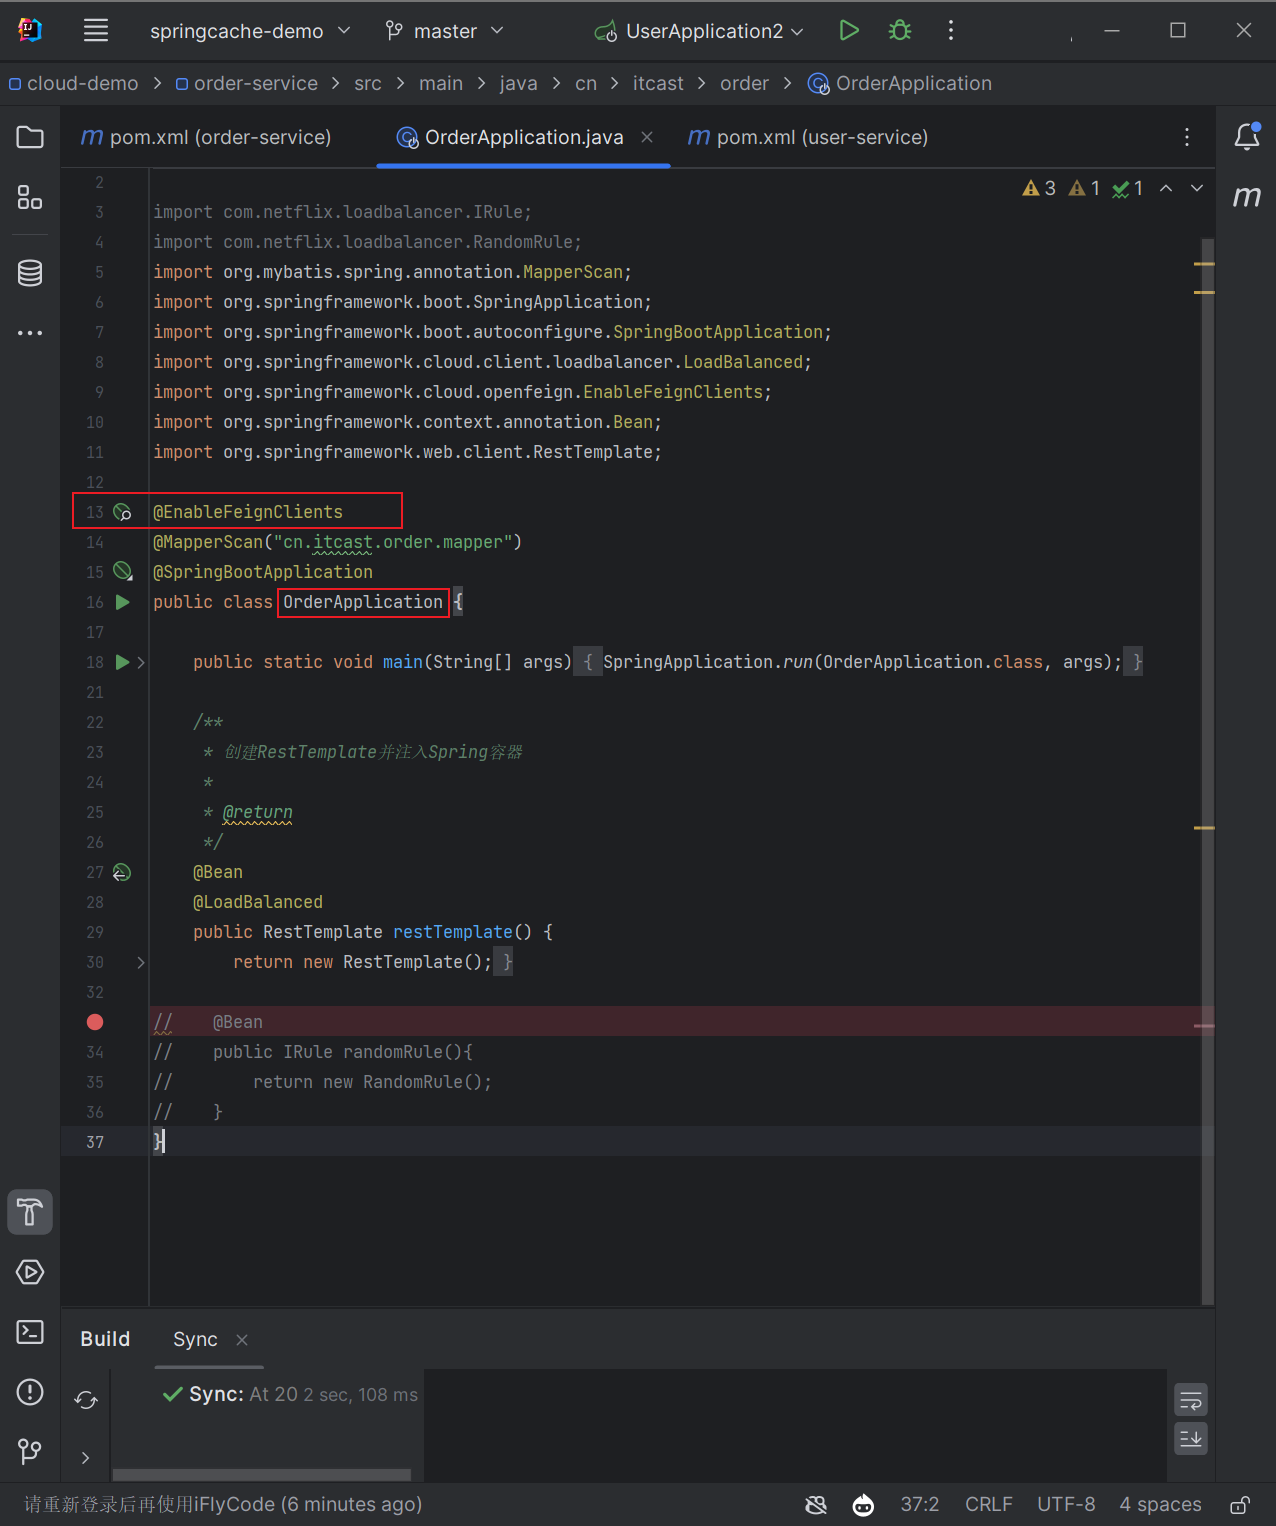 springcache-demo master UserApplication2
cloud-demo > order-service > src > main > java > cn > itcast > order > OrderApplication
m pom.xml (order-service) OrderApplication.java × m pom.xml (user-service)
3 1 1
m
2
3 import com.netflix.loadbalancer.IRule;
4 import com.netflix.loadbalancer.RandomRule;
5 import org.mybatis.spring.annotation.MapperScan;
6 import org.springframework.boot.SpringApplication;
7 import org.springframework.boot.autoconfigure.SpringBootApplication;
8 import org.springframework.cloud.client.loadbalancer.LoadBalanced;
9 import org.springframework.cloud.openfeign.EnableFeignClients;
10 import org.springframework.context.annotation.Bean;
11 import org.springframework.web.client.RestTemplate;
12
13 @EnableFeignClients
14 @MapperScan("cn.itcast.order.mapper")
15 @SpringBootApplication
16 public class OrderApplication {
17
18 public static void main(String[] args) { SpringApplication.run(OrderApplication.class, args); }
21
22 /**
23 * 创建RestTemplate并注入Spring容器
24 *
25 * @return
26 */
27 @Bean
28 @LoadBalanced
29 public RestTemplate restTemplate() {
30 return new RestTemplate(); }
32
// @Bean
34 // public IRule randomRule(){
35 // return new RandomRule();
36 // }
37 }
Build Sync ×
Sync: At 20 2 sec, 108 ms
请重新登录后再使用iFlyCode (6 minutes ago) 37:2 CRLF UTF-8 4 spaces